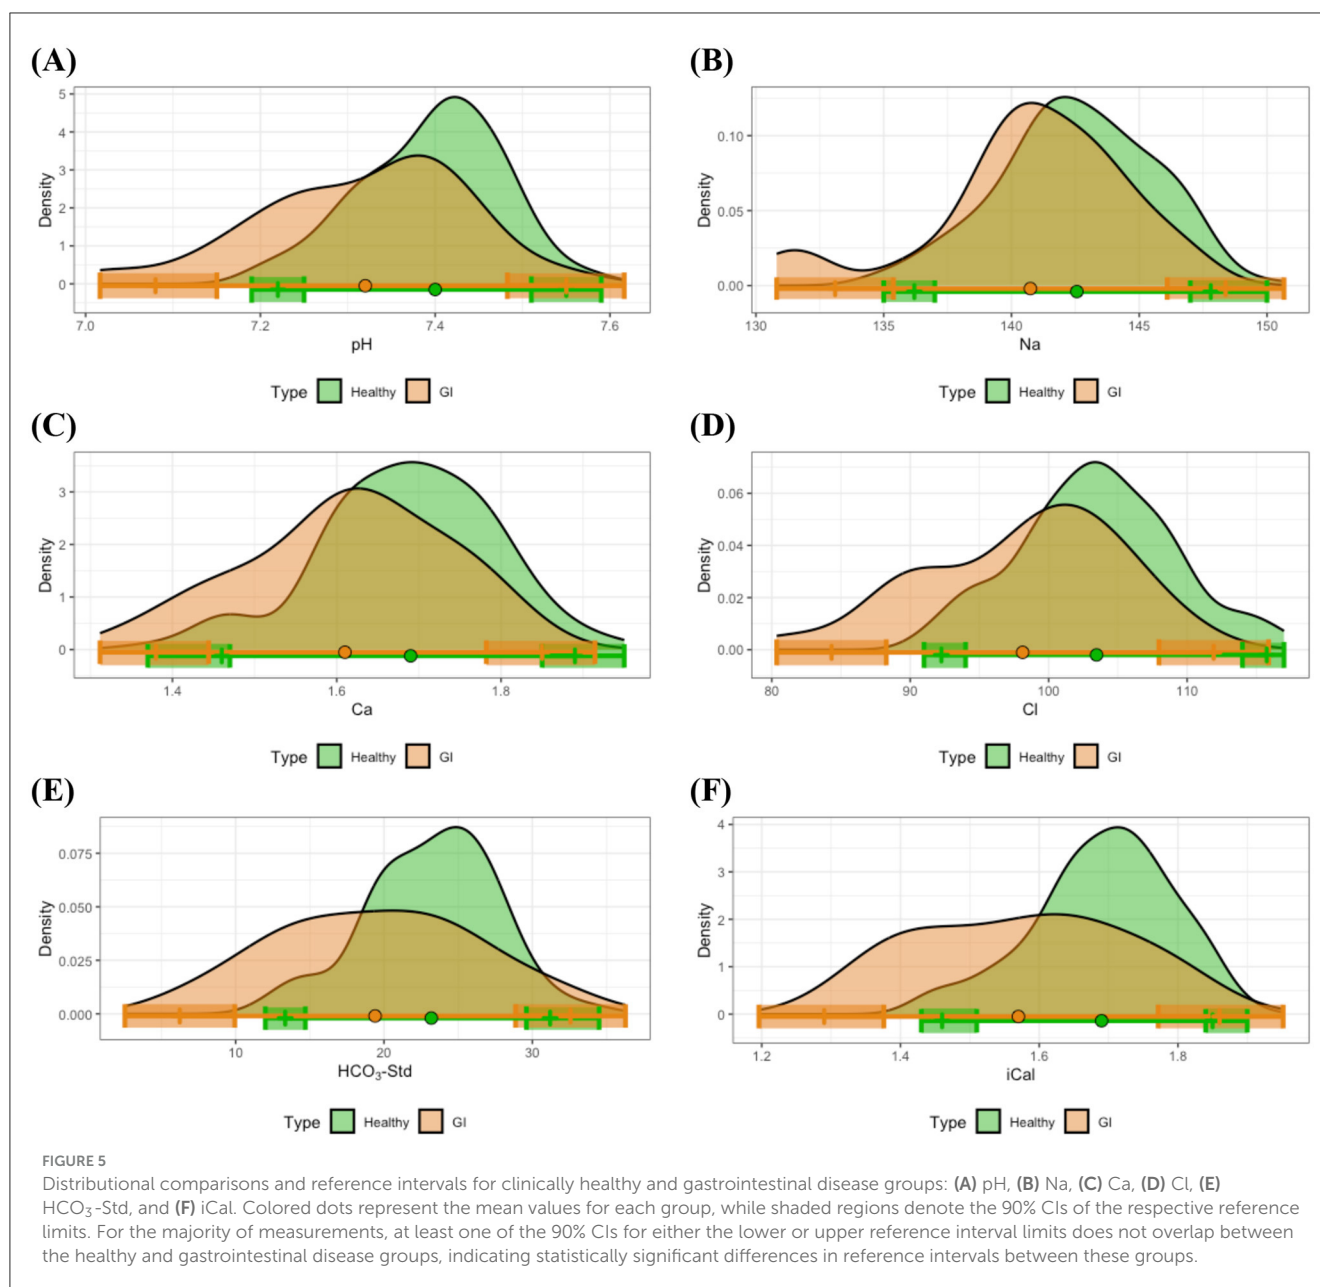 (A)
5
4
3
2
1
0
Density
7.0 7.2 7.4 7.6
pH
Type Healthy GI
(B)
0.10
0.05
0.00
Density
130 135 140 145 150
Na
Type Healthy GI
(C)
3
2
1
0
Density
1.4 1.6 1.8
Ca
Type Healthy GI
(D)
0.06
0.04
0.02
0.00
Density
80 90 100 110
Cl
Type Healthy GI
(E)
0.075
0.050
0.025
0.000
Density
10 20 30
HCO₃-Std
Type Healthy GI
(F)
4
3
2
1
0
Density
1.2 1.4 1.6 1.8
iCal
Type Healthy GI
FIGURE 5
Distributional comparisons and reference intervals for clinically healthy and gastrointestinal disease groups: (A) pH, (B) Na, (C) Ca, (D) Cl, (E)
HCO₃-Std, and (F) iCal. Colored dots represent the mean values for each group, while shaded regions denote the 90% CIs of the respective reference
limits. For the majority of measurements, at least one of the 90% CIs for either the lower or upper reference interval limits does not overlap between
the healthy and gastrointestinal disease groups, indicating statistically significant differences in reference intervals between these groups.